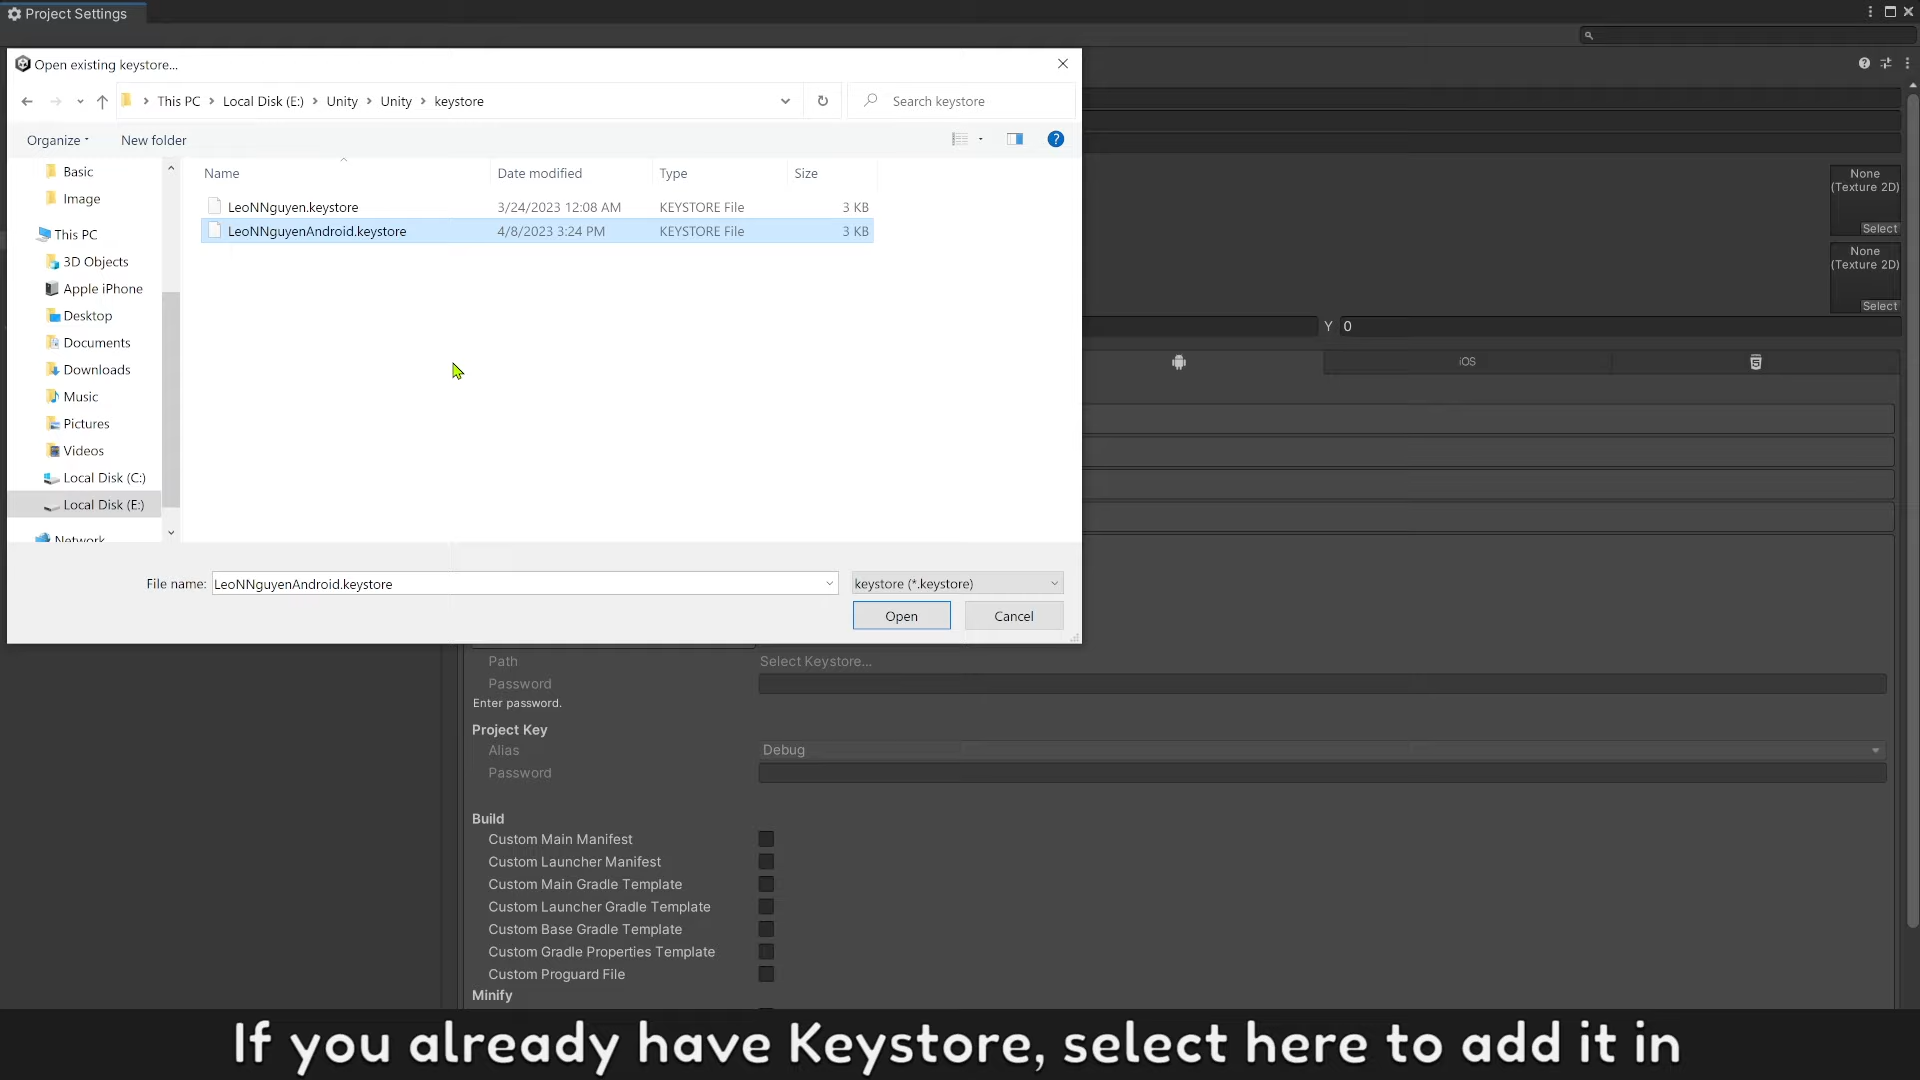 Project Settings
Open existing keystore...
This PC > Local Disk (E:) > Unity > Unity > keystore
Search keystore
Organize
New folder
Name
Date modified
Type
Size
LeoNNguyen.keystore
3/24/2023 12:08 AM
KEYSTORE File
3 KB
LeoNNguyenAndroid.keystore
4/8/2023 3:24 PM
KEYSTORE File
3 KB
Basic
Image
This PC
3D Objects
Apple iPhone
Desktop
Documents
Downloads
Music
Pictures
Videos
Local Disk (C:)
Local Disk (E:)
Network
File name:
LeoNNguyenAndroid.keystore
keystore (*.keystore)
Open
Cancel
None
(Texture 2D)
Select
None
(Texture 2D)
Select
Y 0
iOS
Path
Select Keystore...
Password
Enter password.
Project Key
Alias
Debug
Password
Build
Custom Main Manifest
Custom Launcher Manifest
Custom Main Gradle Template
Custom Launcher Gradle Template
Custom Base Gradle Template
Custom Gradle Properties Template
Custom Proguard File
Minify
If you already have Keystore, select here to add it in